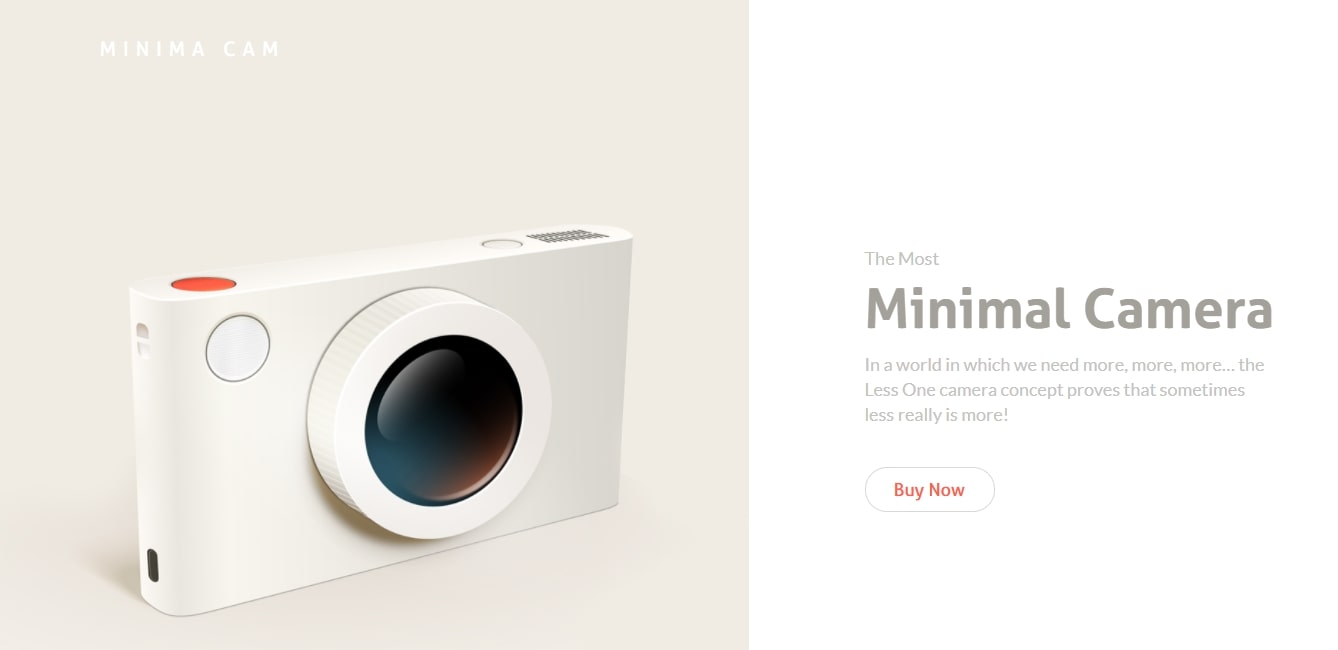 MINIMA CAM
The Most
Minimal Camera
In a world in which we need more, more, more... the
Less One camera concept proves that sometimes
less really is more!
Buy Now